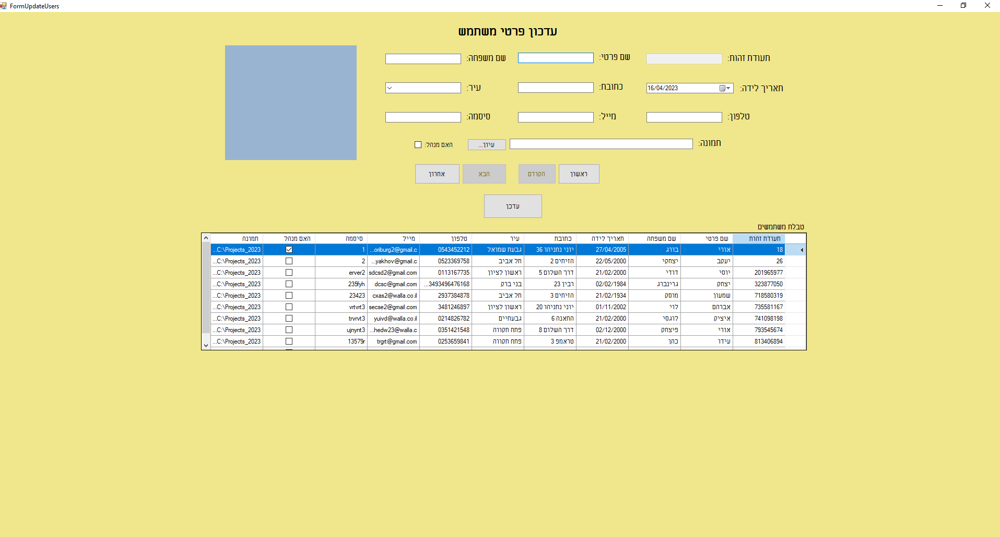 FormUpdateUsers
עדכון פרטי משתמש
תעודת זהות: שם פרטי: שם משפחה:
תאריך לידה: 16/04/2023 כתובת: עיר:
טלפון: מייל: סיסמה:
תמונה: עיון... האם מנהל:
ראשון הקודם הבא אחרון
עדכן
טבלת משתמשים
תעודת זהות שם פרטי שם משפחה תאריך לידה כתובת עיר טלפון מייל סיסמה האם מנהל תמונה
18 אורי בורג 27/04/2005 יוני נתניהו 36 גבעת שמואל 0543452212 oriburg2@gmail.c... 1 C:\Projects_2023...
26 יעקב יצחקי 22/05/2000 הזיתים 2 תל אביב 0523369758 yakhov@gmail.c... 2 C:\Projects_2023...
201965977 יוסי דודי 21/02/2000 דרך השלום 5 ראשון לציון 0113167735 sdcsd2@gmail.com erver2 C:\Projects_2023...
323877050 יצחק גרינברג 02/02/1984 רבין 23 בני ברק 3493496476168... dcsc@gmail.com 235fyh C:\Projects_2023...
718580319 שמעון מוסק 21/02/1934 הזיתים 3 תל אביב 2937384878 cxas2@walla.co.il 23423 C:\Projects_2023...
735581167 אברהם לוי 01/11/2002 יוני נתניהו 20 ראשון לציון 3481246897 secse2@gmail.com vrtvrt3 C:\Projects_2023...
741098198 איציק לוגסי 21/02/2000 התאנה 6 גבעתיים 0214826782 yuivd@walla.co.il trvrvt3 C:\Projects_2023...
793545674 אורי פיצחק 02/12/2000 דרך השלום 8 פתח תקווה 0351421548 hedw23@walla.c... ujnynt3 C:\Projects_2023...
813406894 עידו כהן 21/02/2000 טראמפ 3 פתח תקווה 0253659841 trgrt@gmail.com 13579r C:\Projects_2023...